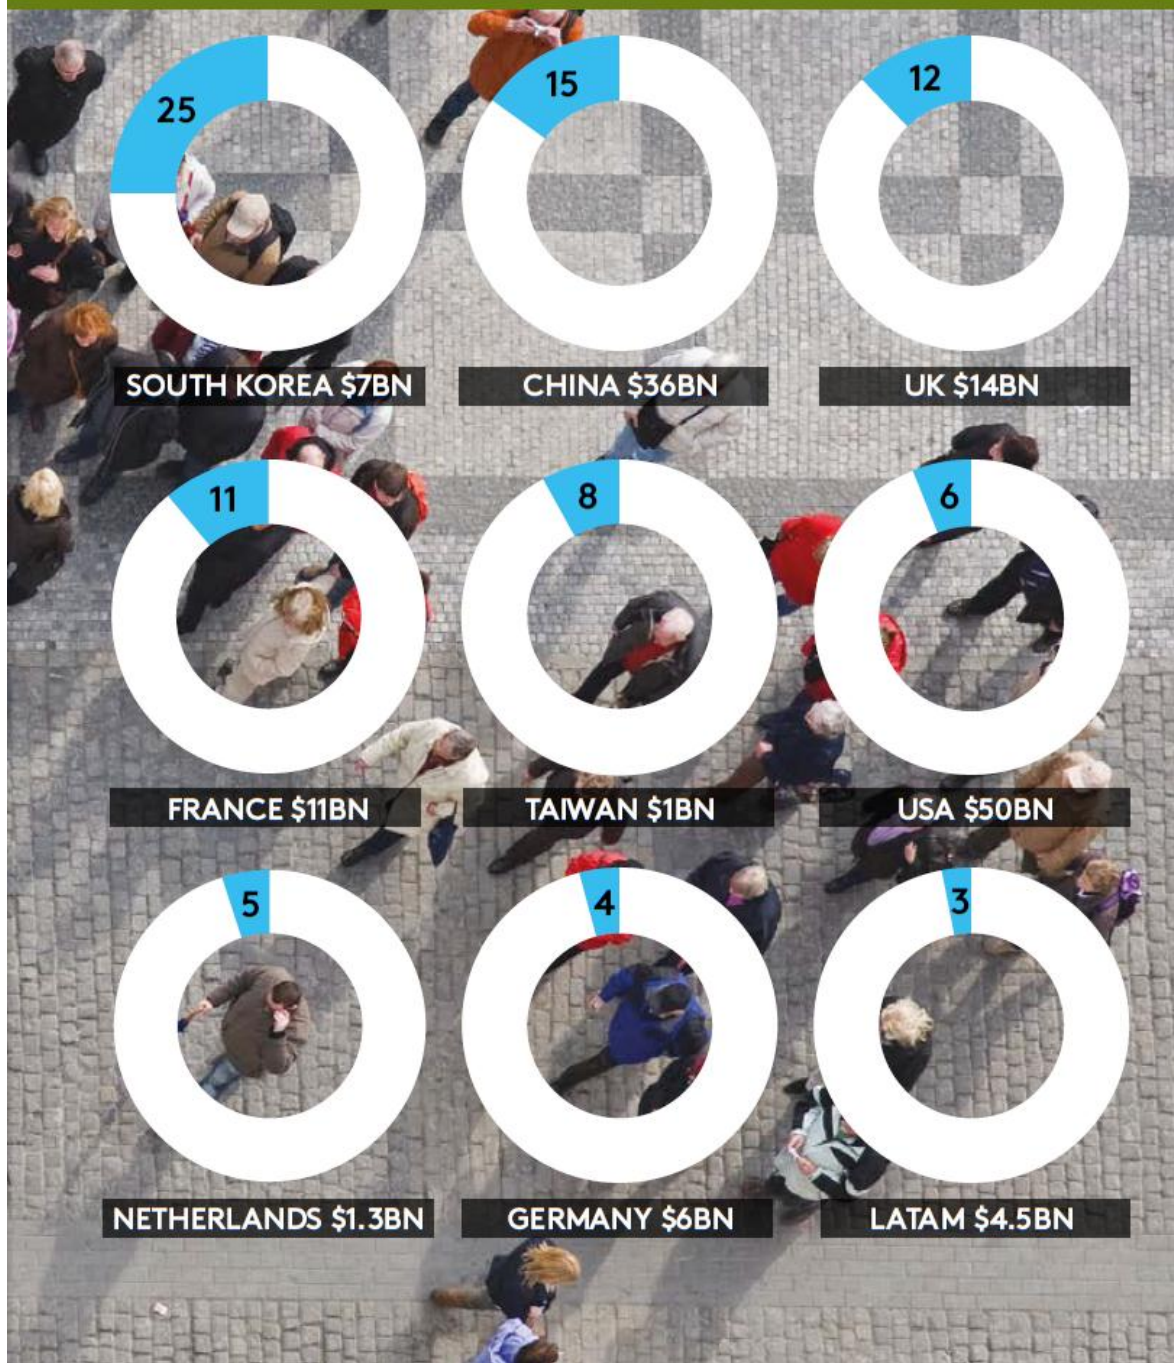 25
15
12
SOUTH KOREA $7BN
CHINA $36BN
UK $14BN
11
8
6
FRANCE $11BN
TAIWAN $1BN
USA $50BN
5
4
3
NETHERLANDS $1.3BN
GERMANY $6BN
LATAM $4.5BN